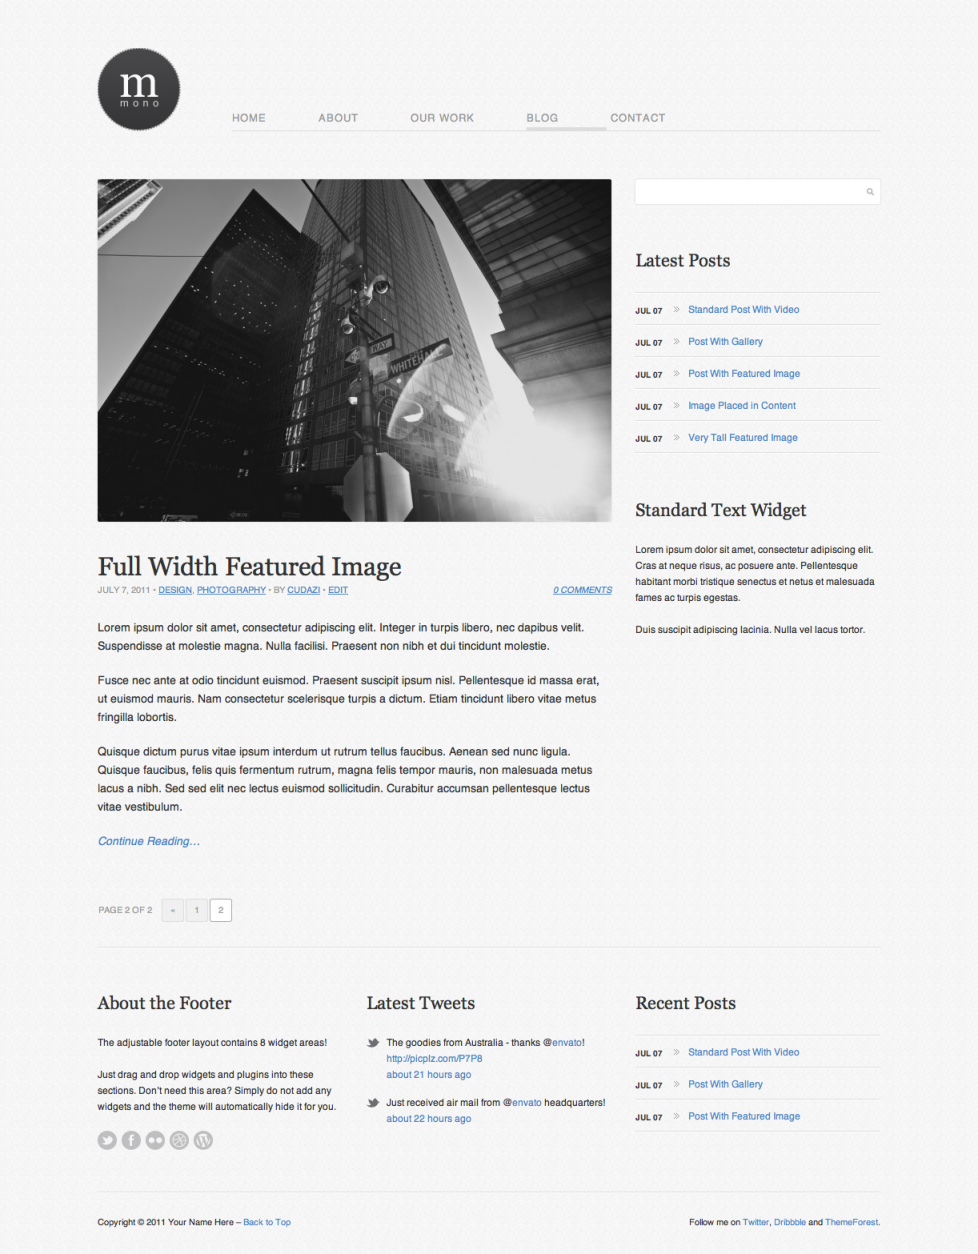 m
mono
HOME ABOUT OUR WORK BLOG CONTACT
WAY
WHITEHALL
Full Width Featured Image
JULY 7, 2011 • DESIGN, PHOTOGRAPHY • BY CUDAZI • EDIT
0 COMMENTS
Lorem ipsum dolor sit amet, consectetur adipiscing elit. Integer in turpis libero, nec dapibus velit.
Suspendisse at molestie magna. Nulla facilisi. Praesent non nibh et dui tincidunt molestie.
Fusce nec ante at odio tincidunt euismod. Praesent suscipit ipsum nisl. Pellentesque id massa erat,
ut euismod mauris. Nam consectetur scelerisque turpis a dictum. Etiam tincidunt libero vitae metus
fringilla lobortis.
Quisque dictum purus vitae ipsum interdum ut rutrum tellus faucibus. Aenean sed nunc ligula.
Quisque faucibus, felis quis fermentum rutrum, magna felis tempor mauris, non malesuada metus
lacus a nibh. Sed sed elit nec lectus euismod sollicitudin. Curabitur accumsan pellentesque lectus
vitae vestibulum.
Continue Reading…
PAGE 2 OF 2 « 1 2
Latest Posts
JUL 07 » Standard Post With Video
JUL 07 » Post With Gallery
JUL 07 » Post With Featured Image
JUL 07 » Image Placed in Content
JUL 07 » Very Tall Featured Image
Standard Text Widget
Lorem ipsum dolor sit amet, consectetur adipiscing elit.
Cras at neque risus, ac posuere ante. Pellentesque
habitant morbi tristique senectus et netus et malesuada
fames ac turpis egestas.
Duis suscipit adipiscing lacinia. Nulla vel lacus tortor.
About the Footer
The adjustable footer layout contains 8 widget areas!
Just drag and drop widgets and plugins into these
sections. Don't need this area? Simply do not add any
widgets and the theme will automatically hide it for you.
Latest Tweets
The goodies from Australia - thanks @envato!
http://picplz.com/P7P8
about 21 hours ago
Just received air mail from @envato headquarters!
about 22 hours ago
Recent Posts
JUL 07 » Standard Post With Video
JUL 07 » Post With Gallery
JUL 07 » Post With Featured Image
Copyright © 2011 Your Name Here – Back to Top
Follow me on Twitter, Dribbble and ThemeForest.